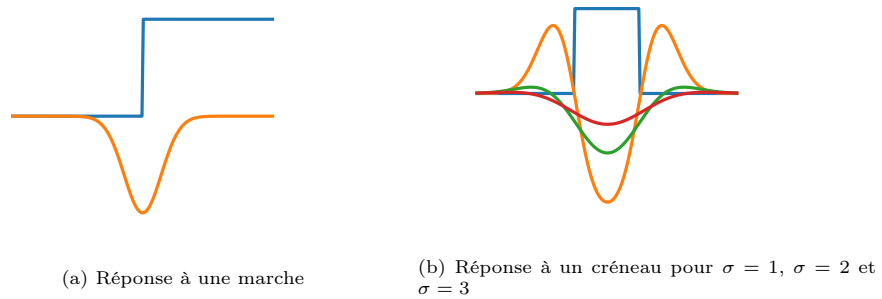 (a) Réponse à une marche
(b) Réponse à un créneau pour σ = 1, σ = 2 et
σ = 3